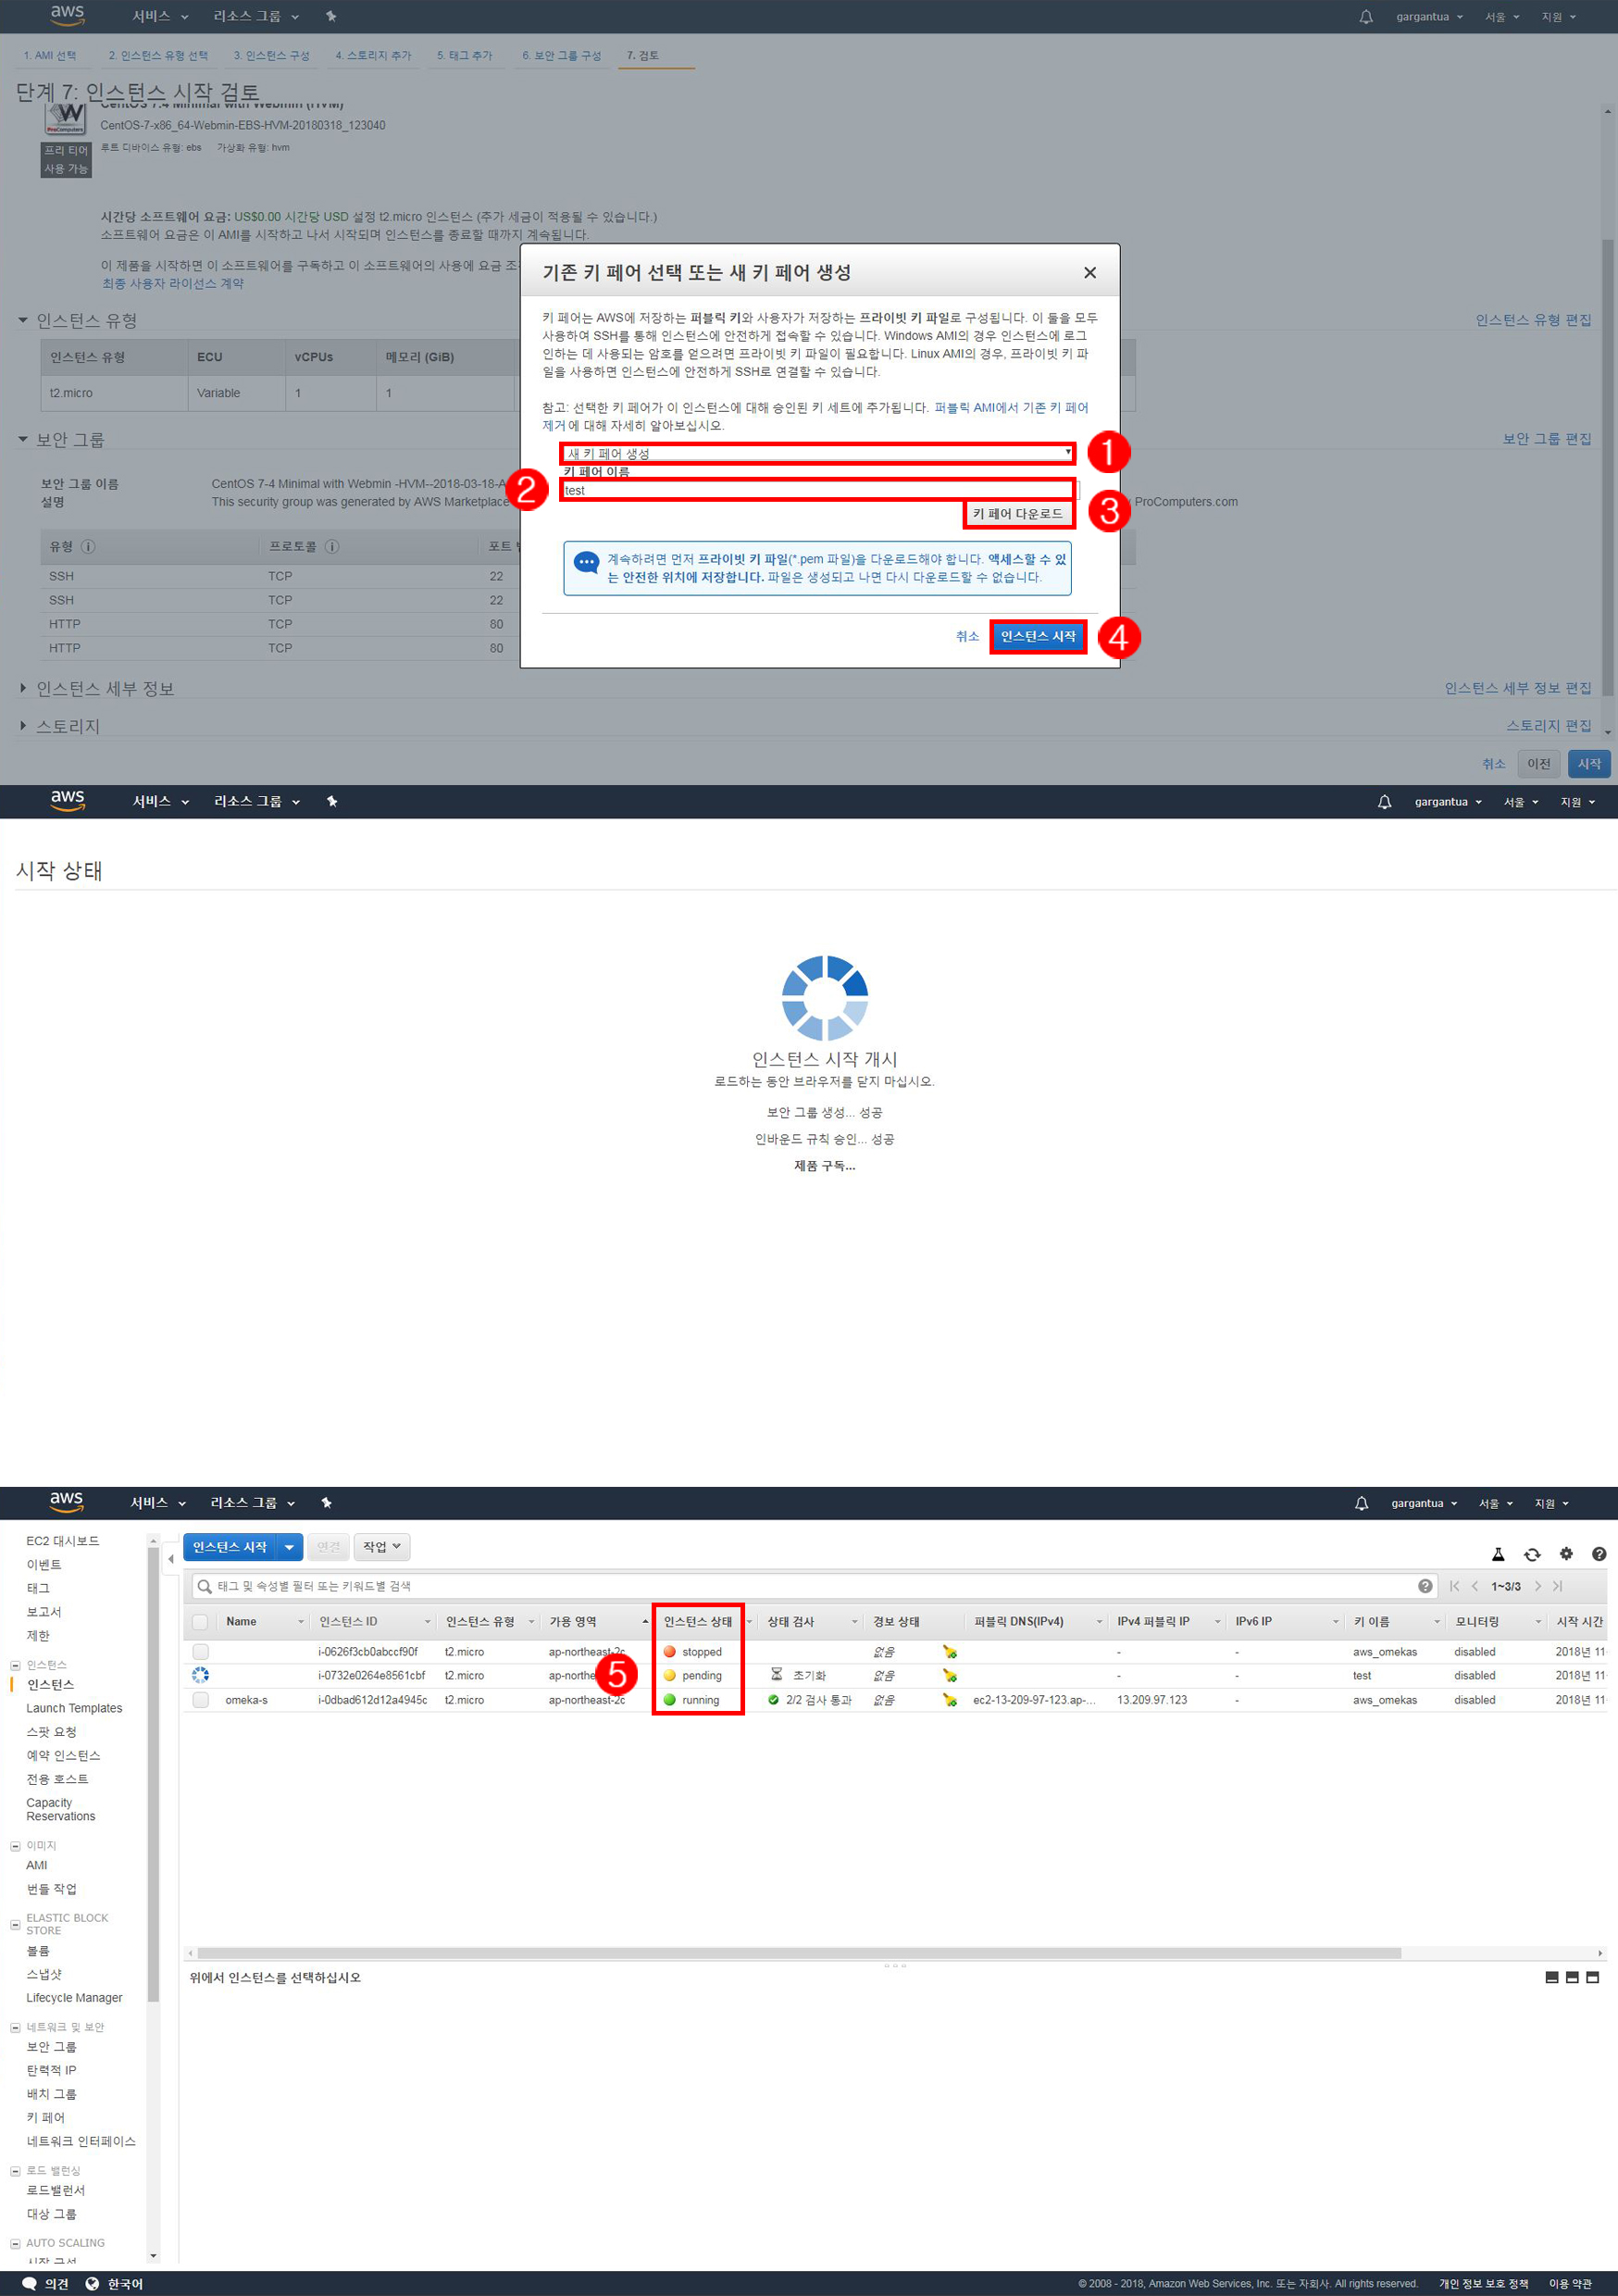 aws 서비스 리소스 그룹 gargantua 서울 지원
1. AMI 선택 2. 인스턴스 유형 선택 3. 인스턴스 구성 4. 스토리지 추가 5. 태그 추가 6. 보안 그룹 구성 7. 검토
단계 7: 인스턴스 시작 검토
CentOS 7.4 Minimal with Webmin (HVM)
ProComputers
CentOS-7-x86_64-Webmin-EBS-HVM-20180318_123040
프리 티어
사용 가능
루트 디바이스 유형: ebs 가상화 유형: hvm
시간당 소프트웨어 요금: US$0.00 시간당 USD 설정 t2.micro 인스턴스 (추가 세금이 적용될 수 있습니다.)
소프트웨어 요금은 이 AMI를 시작하고 나서 시작되며 인스턴스를 종료할 때까지 계속됩니다.
이 제품을 시작하면 이 소프트웨어를 구독하고 이 소프트웨어의 사용에 요금 조
최종 사용자 라이선스 계약
인스턴스 유형 인스턴스 유형 편집
인스턴스 유형 ECU vCPUs 메모리 (GiB)
t2.micro Variable 1 1
보안 그룹 보안 그룹 편집
보안 그룹 이름 CentOS 7-4 Minimal with Webmin -HVM--2018-03-18-A
설명 This security group was generated by AWS Marketplace ProComputers.com
유형 프로토콜 포트
SSH TCP 22
SSH TCP 22
HTTP TCP 80
HTTP TCP 80
인스턴스 세부 정보 인스턴스 세부 정보 편집
스토리지 스토리지 편집
취소 이전 시작
기존 키 페어 선택 또는 새 키 페어 생성
키 페어는 AWS에 저장하는 퍼블릭 키와 사용자가 저장하는 프라이빗 키 파일로 구성됩니다. 이 둘을 모두
사용하여 SSH를 통해 인스턴스에 안전하게 접속할 수 있습니다. Windows AMI의 경우 인스턴스에 로그
인하는 데 사용되는 암호를 얻으려면 프라이빗 키 파일이 필요합니다. Linux AMI의 경우, 프라이빗 키 파
일을 사용하면 인스턴스에 안전하게 SSH로 연결할 수 있습니다.
참고: 선택한 키 페어가 이 인스턴스에 대해 승인된 키 세트에 추가됩니다. 퍼블릭 AMI에서 기존 키 페어
제거에 대해 자세히 알아보십시오.
새 키 페어 생성 1
키 페어 이름
2 test
키 페어 다운로드 3
계속하려면 먼저 프라이빗 키 파일(*.pem 파일)을 다운로드해야 합니다. 액세스할 수 있
는 안전한 위치에 저장합니다. 파일은 생성되고 나면 다시 다운로드할 수 없습니다.
취소 인스턴스 시작 4
aws 서비스 리소스 그룹 gargantua 서울 지원
시작 상태
인스턴스 시작 개시
로드하는 동안 브라우저를 닫지 마십시오.
보안 그룹 생성... 성공
인바운드 규칙 승인... 성공
제품 구독...
aws 서비스 리소스 그룹 gargantua 서울 지원
EC2 대시보드
이벤트
태그
보고서
제한
인스턴스
인스턴스
Launch Templates
스팟 요청
예약 인스턴스
전용 호스트
Capacity
Reservations
이미지
AMI
번들 작업
ELASTIC BLOCK
STORE
볼륨
스냅샷
Lifecycle Manager
네트워크 및 보안
보안 그룹
탄력적 IP
배치 그룹
키 페어
네트워크 인터페이스
로드 밸런싱
로드밸런서
대상 그룹
AUTO SCALING
시작 구성
인스턴스 시작 연결 작업
태그 및 속성별 필터 또는 키워드별 검색 1~3/3
Name 인스턴스 ID 인스턴스 유형 가용 영역 인스턴스 상태 상태 검사 경보 상태 퍼블릭 DNS(IPv4) IPv4 퍼블릭 IP IPv6 IP 키 이름 모니터링 시작 시간
i-0626f3cb0abccf90f t2.micro ap-northeast-2c stopped 없음 - - aws_omekas disabled 2018년 11
i-0732e0264e8561cbf t2.micro ap-northe 5 pending 초기화 없음 - - test disabled 2018년 11
omeka-s i-0dbad612d12a4945c t2.micro ap-northeast-2c running 2/2 검사 통과 없음 ec2-13-209-97-123.ap-... 13.209.97.123 - aws_omekas disabled 2018년 11
위에서 인스턴스를 선택하십시오
의견 한국어 © 2008 - 2018, Amazon Web Services, Inc. 또는 자회사. All rights reserved. 개인 정보 보호 정책 이용 약관